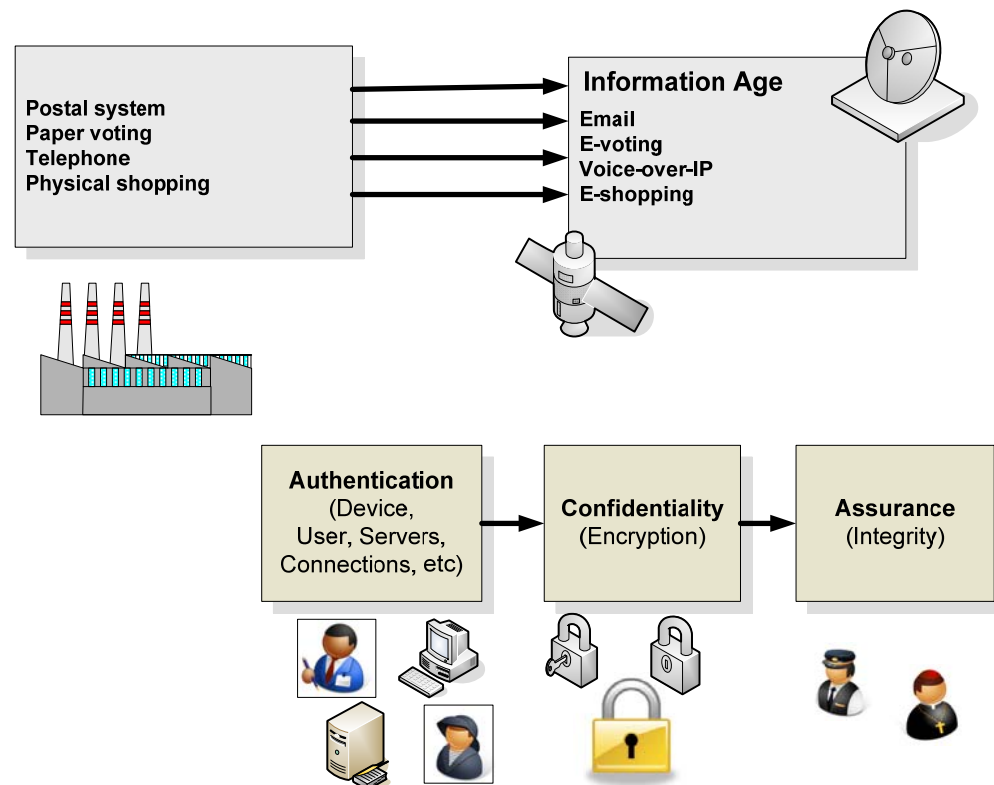 Postal system
Paper voting
Telephone
Physical shopping
Information Age
Email
E-voting
Voice-over-IP
E-shopping
Authentication
(Device,
User, Servers,
Connections, etc)
Confidentiality
(Encryption)
Assurance
(Integrity)